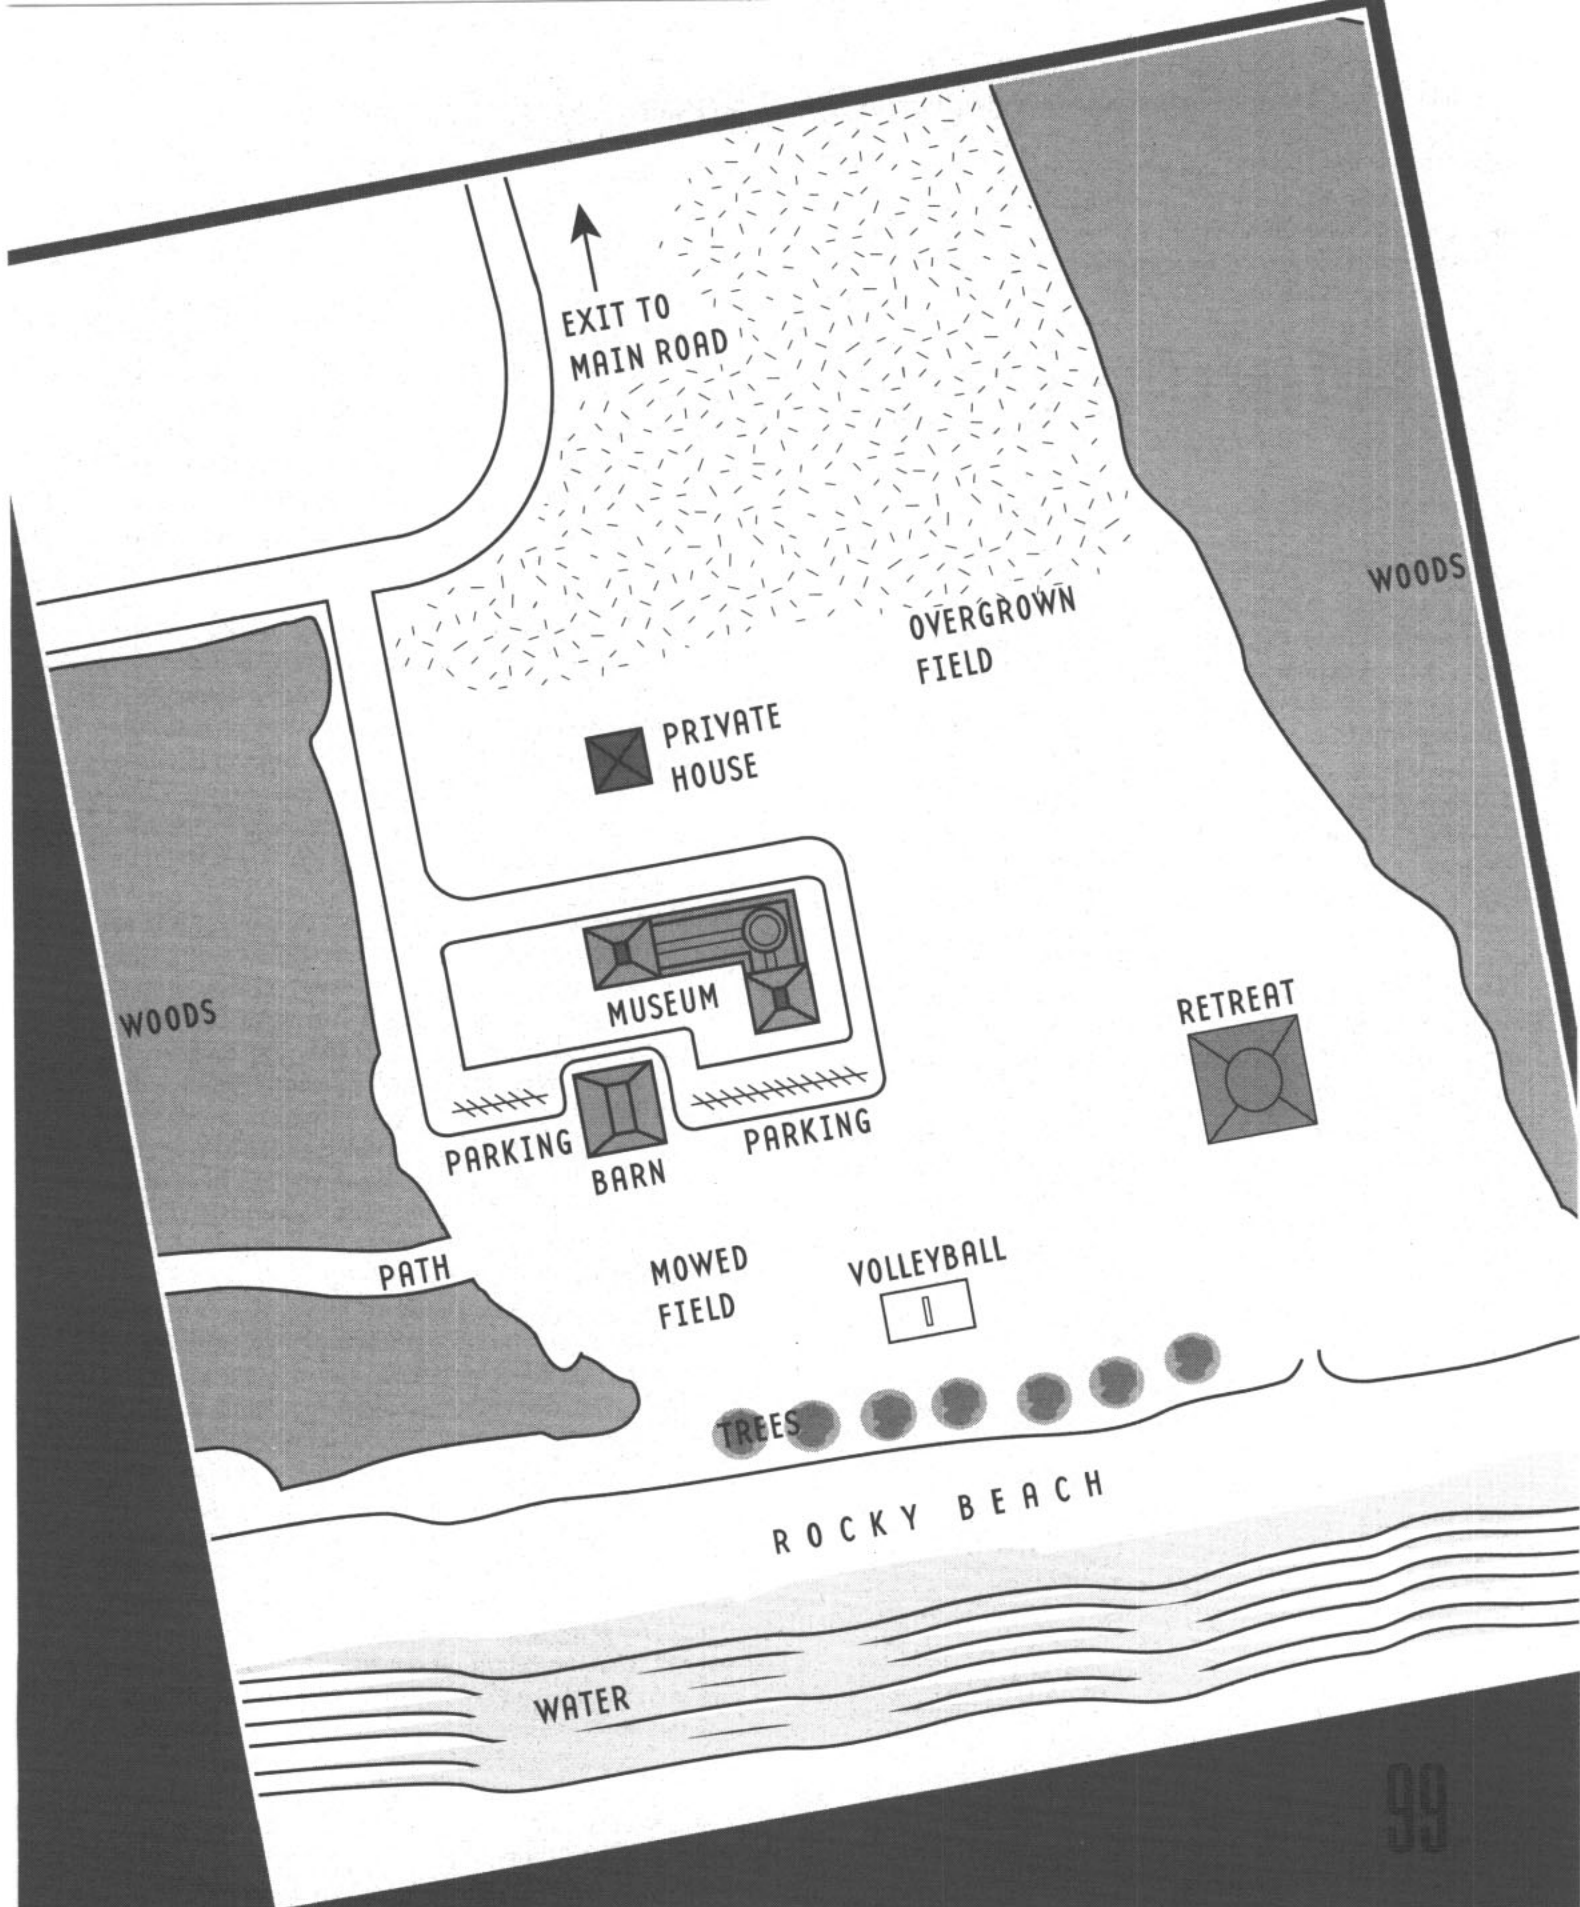 EXIT TO
MAIN ROAD
WOODS
OVERGROWN
FIELD
PRIVATE
HOUSE
WOODS
MUSEUM
RETREAT
PARKING
BARN
PARKING
PATH
MOWED
FIELD
VOLLEYBALL
TREES
ROCKY BEACH
WATER
99